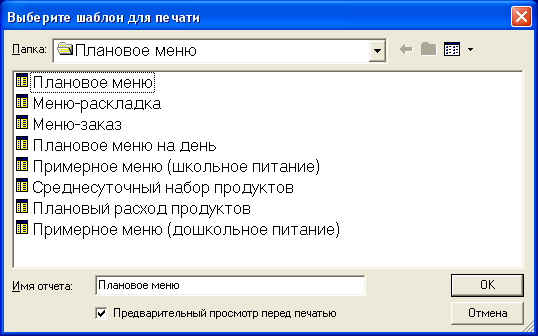 Выберите шаблон для печати
Папка: Плановое меню
Плановое меню
Меню-раскладка
Меню-заказ
Плановое меню на день
Примерное меню (школьное питание)
Среднесуточный набор продуктов
Плановый расход продуктов
Примерное меню (дошкольное питание)
Имя отчета: Плановое меню OK
Предварительный просмотр перед печатью Отмена